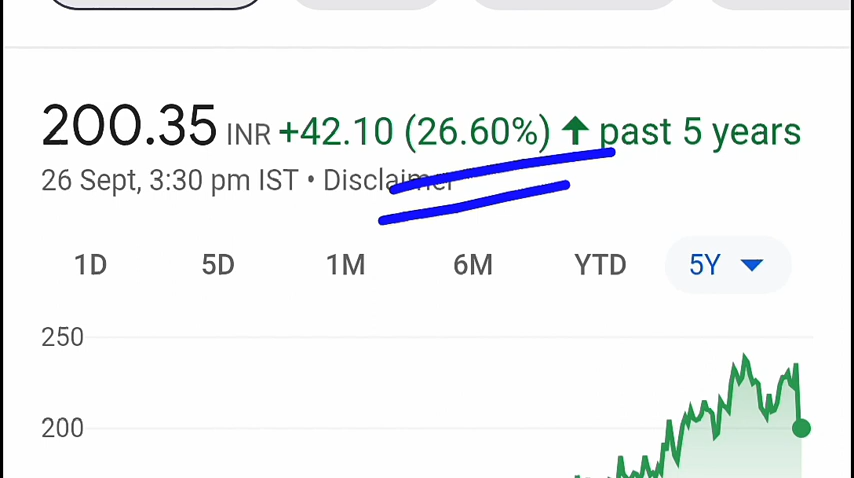 200.35 INR +42.10 (26.60%) ↑ past 5 years
26 Sept, 3:30 pm IST • Disclaimer
1D 5D 1M 6M YTD 5Y
250
200